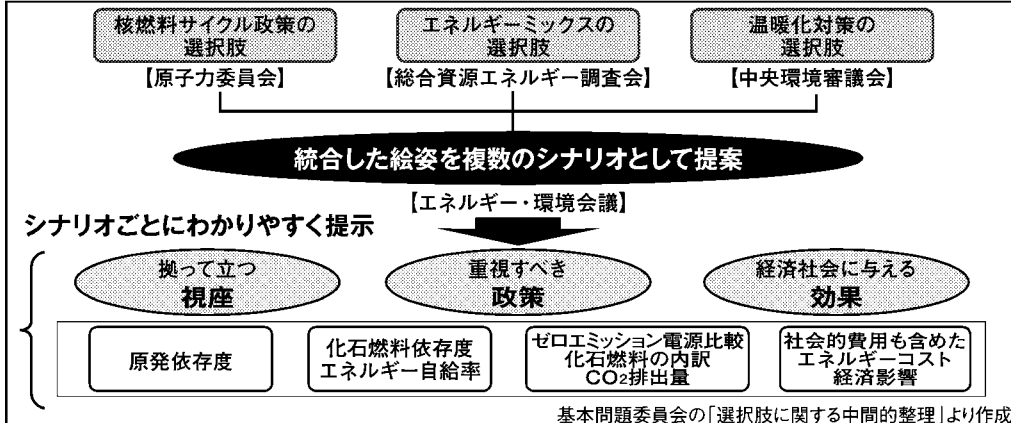 核燃料サイクル政策の
選択肢
【原子力委員会】
エネルギーミックスの
選択肢
【総合資源エネルギー調査会】
温暖化対策の
選択肢
【中央環境審議会】
統合した絵姿を複数のシナリオとして提案
【エネルギー・環境会議】
シナリオごとにわかりやすく提示
拠って立つ
視座
重視すべき
政策
経済社会に与える
効果
原発依存度
化石燃料依存度
エネルギー自給率
ゼロエミッション電源比較
化石燃料の内訳
CO₂排出量
社会的費用も含めた
エネルギーコスト
経済影響
基本問題委員会の「選択肢に関する中間的整理」より作成